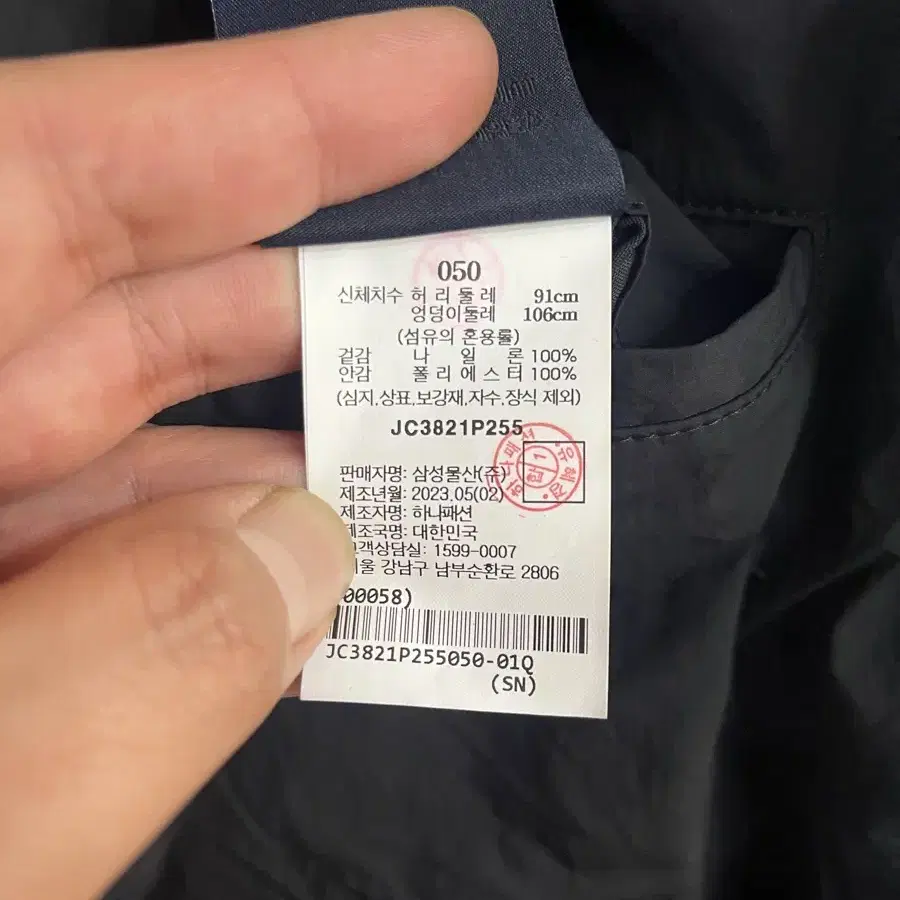 050
신체치수 허 리 둘 레 91cm
엉덩이둘레 106cm
(섬유의 혼용률)
겉감 나 일 론 100%
안감 폴 리 에 스 터 100%
(심지,상표,보강재,자수,장식 제외)
JC3821P255
판매자명: 삼성물산(주)
제조년월: 2023.05(02)
제조자명: 하나패션
제조국명: 대한민국
고객상담실: 1599-0007
서울 강남구 남부순환로 2806
00058)
JC3821P255050-01Q
(SN)